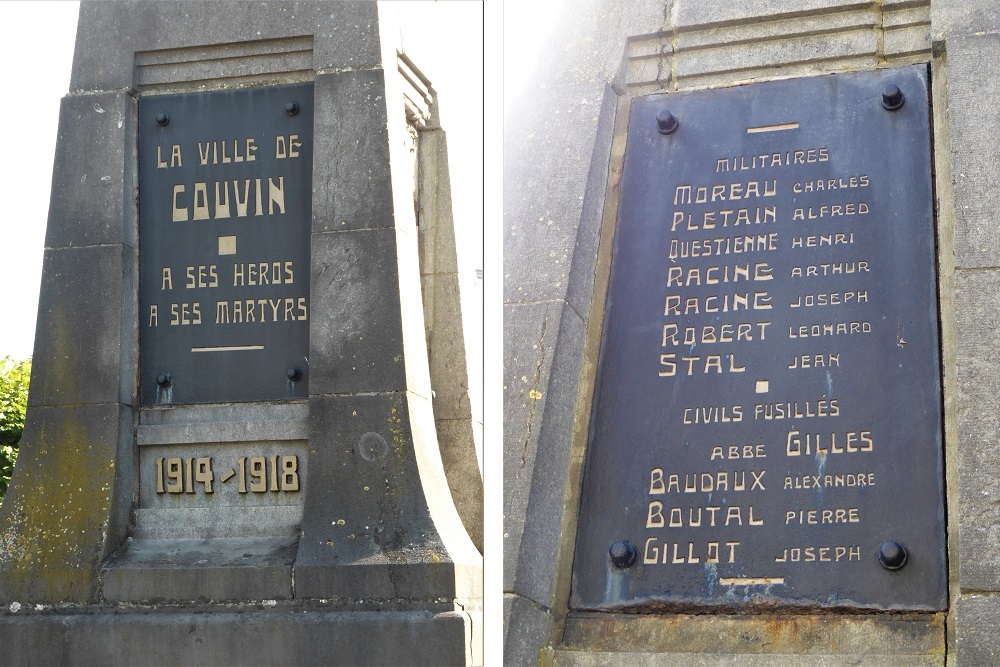 LA VILLE DE
COUVIN
A SES HEROS
A SES MARTYRS
1914-1918
MILITAIRES
MOREAU CHARLES
PLETAIN ALFRED
QUESTIENNE HENRI
RACINE ARTHUR
RACINE JOSEPH
ROBERT LEONARD
STAL JEAN
CIVILS FUSILLÉS
ABBE GILLES
BAUDAUX ALEXANDRE
BOUTAL PIERRE
GILLOT JOSEPH